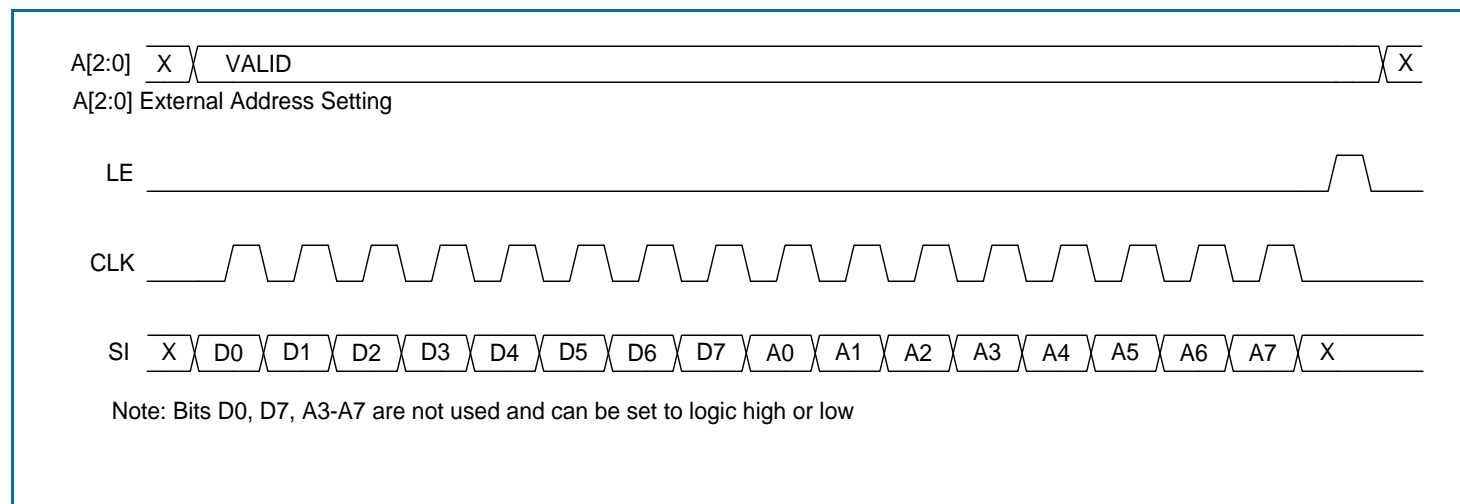 A[2:0] X VALID X
A[2:0] External Address Setting
LE
CLK
SI X D0 D1 D2 D3 D4 D5 D6 D7 A0 A1 A2 A3 A4 A5 A6 A7 X
Note: Bits D0, D7, A3-A7 are not used and can be set to logic high or low